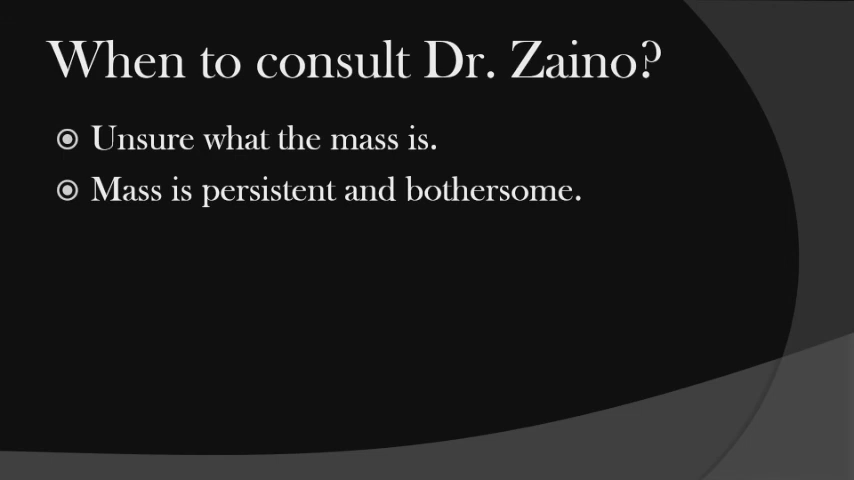 When to consult Dr. Zaino?
Unsure what the mass is.
Mass is persistent and bothersome.